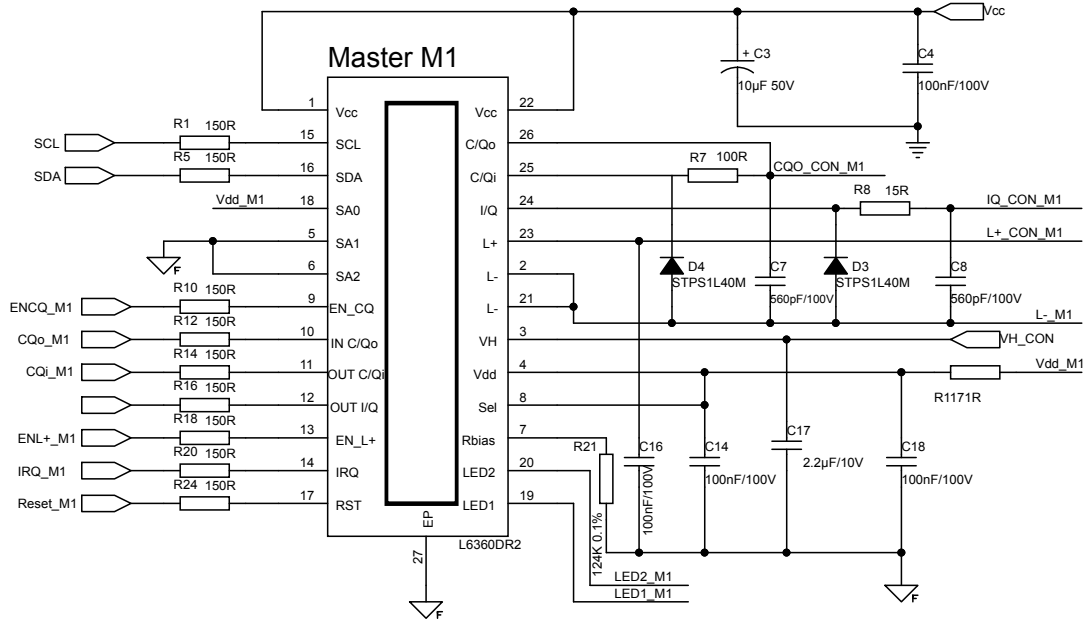 Vcc
Master M1
+ C3
10µF 50V
C4
100nF/100V
1 Vcc
Vcc 22
SCL R1 150R 15 SCL
C/Qo 26
SDA R5 150R 16 SDA
C/Qi 25 R7 100R CQO_CON_M1
Vdd_M1 18 SA0
I/Q 24 R8 15R IQ_CON_M1
5 SA1
L+ 23 L+_CON_M1
F
6 SA2
L- 2
D4
STPS1L40M
C7
560pF/100V
D3
STPS1L40M
C8
560pF/100V
ENCQ_M1 R10 150R 9 EN_CQ
L- 21 L-_M1
CQo_M1 R12 150R 10 IN C/Qo
VH 3 VH_CON
CQi_M1 R14 150R 11 OUT C/Qi
Vdd 4 Vdd_M1
R1171R
R16 150R 12 OUT I/Q
Sel 8
ENL+_M1 R18 150R 13 EN_L+
Rbias 7
R21
124K 0.1%
C16
100nF/100V
C14
100nF/100V
C17
2.2µF/10V
C18
100nF/100V
IRQ_M1 R20 150R 14 IRQ
LED2 20
Reset_M1 R24 150R 17 RST
LED1 19
EP
L6360DR2
27
LED2_M1
LED1_M1
F
F